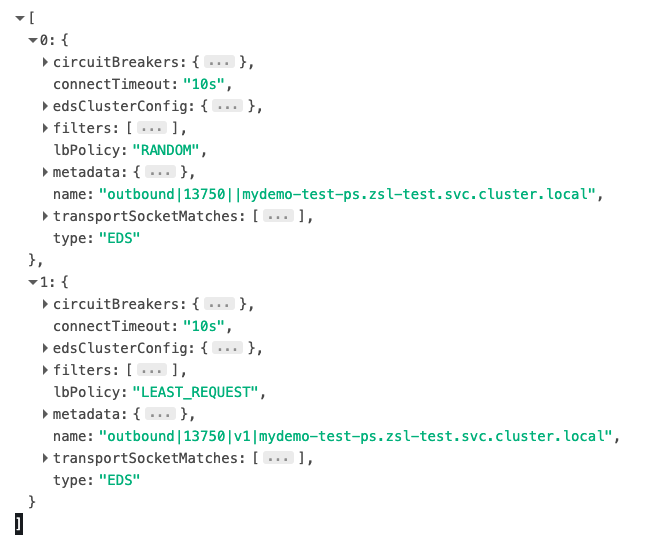 [
0: {
circuitBreakers: { ... },
connectTimeout: "10s",
edsClusterConfig: { ... },
filters: [ ... ],
lbPolicy: "RANDOM",
metadata: { ... },
name: "outbound|13750||mydemo-test-ps.zsl-test.svc.cluster.local",
transportSocketMatches: [ ... ],
type: "EDS"
},
1: {
circuitBreakers: { ... },
connectTimeout: "10s",
edsClusterConfig: { ... },
filters: [ ... ],
lbPolicy: "LEAST_REQUEST",
metadata: { ... },
name: "outbound|13750|v1|mydemo-test-ps.zsl-test.svc.cluster.local",
transportSocketMatches: [ ... ],
type: "EDS"
}
]